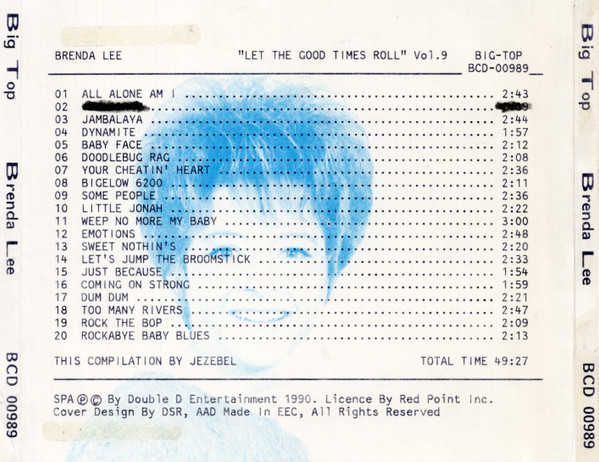 Big Top Brenda Lee BCD 00989
BRENDA LEE "LET THE GOOD TIMES ROLL" Vol.9 BIG-TOP
BCD-00989
01 ALL ALONE AM I 2:43
02
03 JAMBALAYA 2:44
04 DYNAMITE 1:57
05 BABY FACE 2:12
06 DOODLEBUG RAG 2:08
07 YOUR CHEATIN' HEART 2:36
08 BIGELOW 6200 2:11
09 SOME PEOPLE 2:36
10 LITTLE JONAH 2:22
11 WEEP NO MORE MY BABY 3:00
12 EMOTIONS 2:48
13 SWEET NOTHIN'S 2:20
14 LET'S JUMP THE BROOMSTICK 2:33
15 JUST BECAUSE 1:54
16 COMING ON STRONG 1:59
17 DUM DUM 2:21
18 TOO MANY RIVERS 2:47
19 ROCK THE BOP 2:09
20 ROCKABYE BABY BLUES 2:13
THIS COMPILATION BY JEZEBEL TOTAL TIME 49:27
SPA Ⓟ © By Double D Entertainment 1990. Licence By Red Point Inc.
Cover Design By DSR, AAD Made In EEC, All Rights Reserved
Big Top Brenda Lee BCD 00989